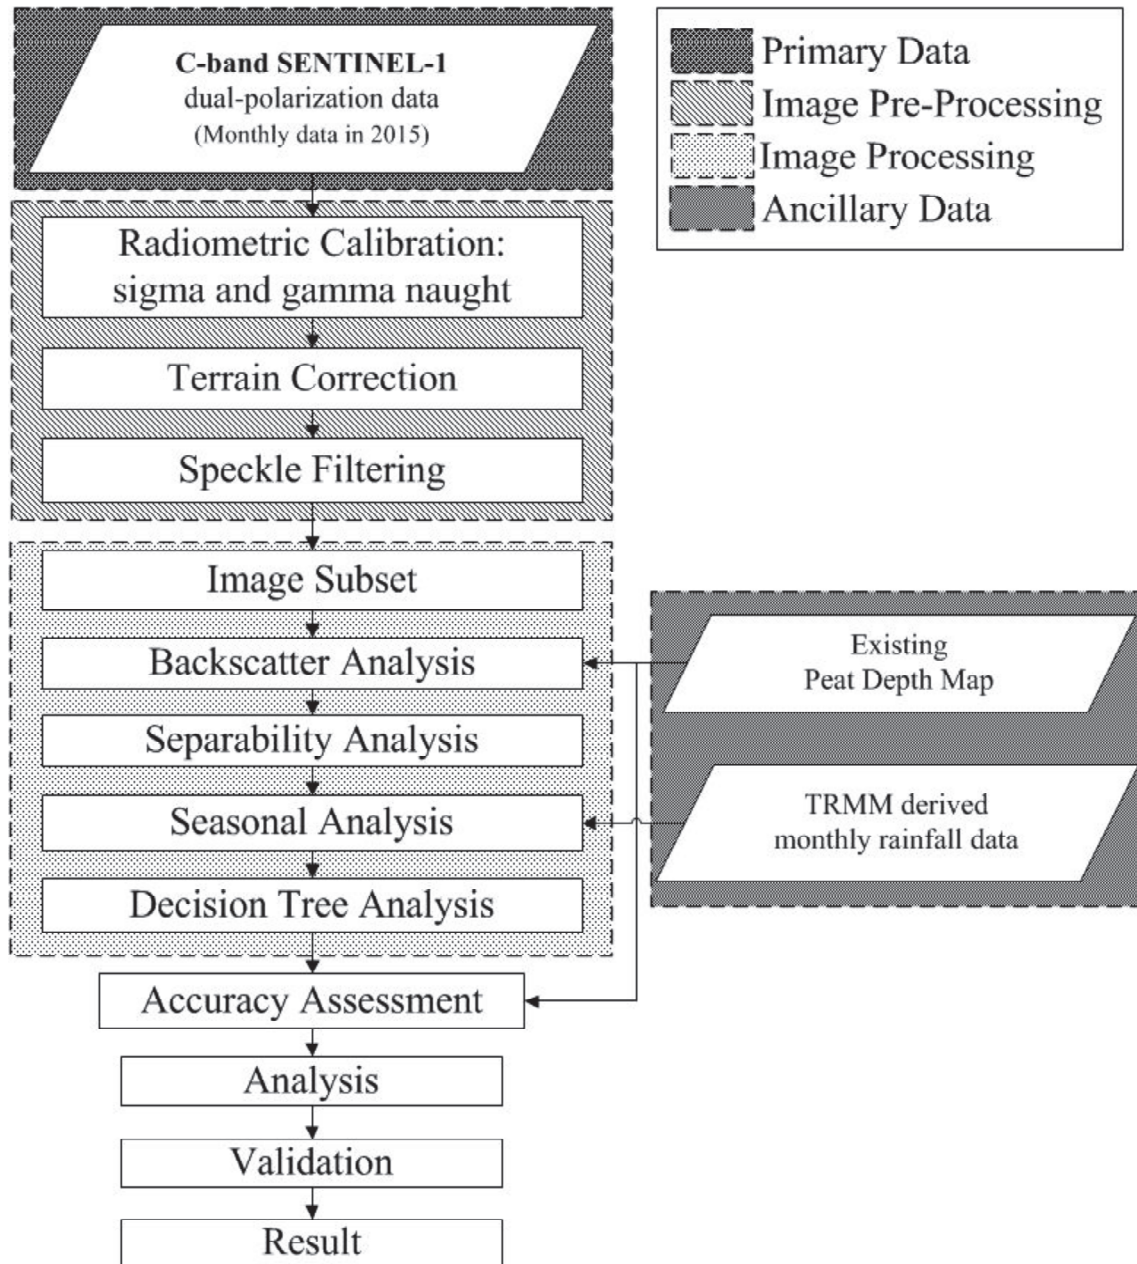 C-band SENTINEL-1
dual-polarization data
(Monthly data in 2015)
Primary Data
Image Pre-Processing
Image Processing
Ancillary Data
Radiometric Calibration:
sigma and gamma naught
Terrain Correction
Speckle Filtering
Image Subset
Backscatter Analysis
Existing
Peat Depth Map
Separability Analysis
Seasonal Analysis
TRMM derived
monthly rainfall data
Decision Tree Analysis
Accuracy Assessment
Analysis
Validation
Result